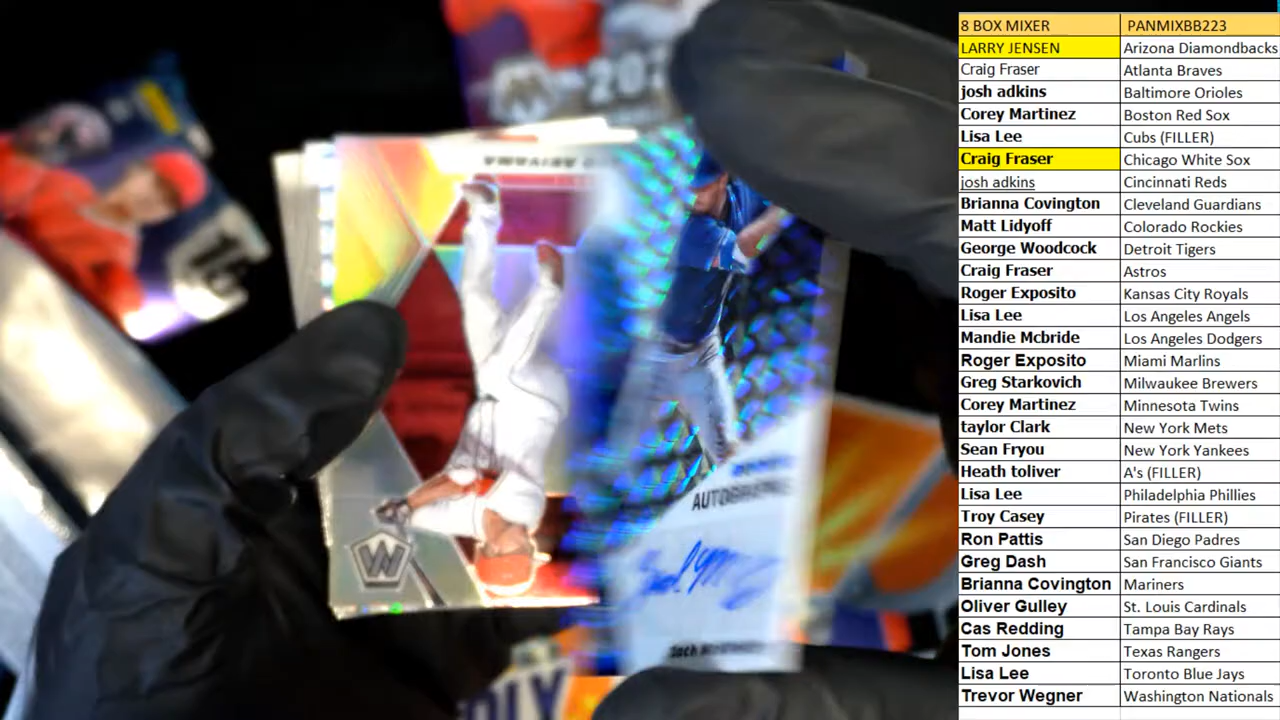 8 BOX MIXER PANMIXBB223
LARRY JENSEN Arizona Diamondbacks
Craig Fraser Atlanta Braves
josh adkins Baltimore Orioles
Corey Martinez Boston Red Sox
Lisa Lee Cubs (FILLER)
Craig Fraser Chicago White Sox
josh adkins Cincinnati Reds
Brianna Covington Cleveland Guardians
Matt Lidyoff Colorado Rockies
George Woodcock Detroit Tigers
Craig Fraser Astros
Roger Exposito Kansas City Royals
Lisa Lee Los Angeles Angels
Mandie Mcbride Los Angeles Dodgers
Roger Exposito Miami Marlins
Greg Starkovich Milwaukee Brewers
Corey Martinez Minnesota Twins
taylor Clark New York Mets
Sean Fryou New York Yankees
Heath toliver A's (FILLER)
Lisa Lee Philadelphia Phillies
Troy Casey Pirates (FILLER)
Ron Pattis San Diego Padres
Greg Dash San Francisco Giants
Brianna Covington Mariners
Oliver Gulley St. Louis Cardinals
Cas Redding Tampa Bay Rays
Tom Jones Texas Rangers
Lisa Lee Toronto Blue Jays
Trevor Wegner Washington Nationals
W